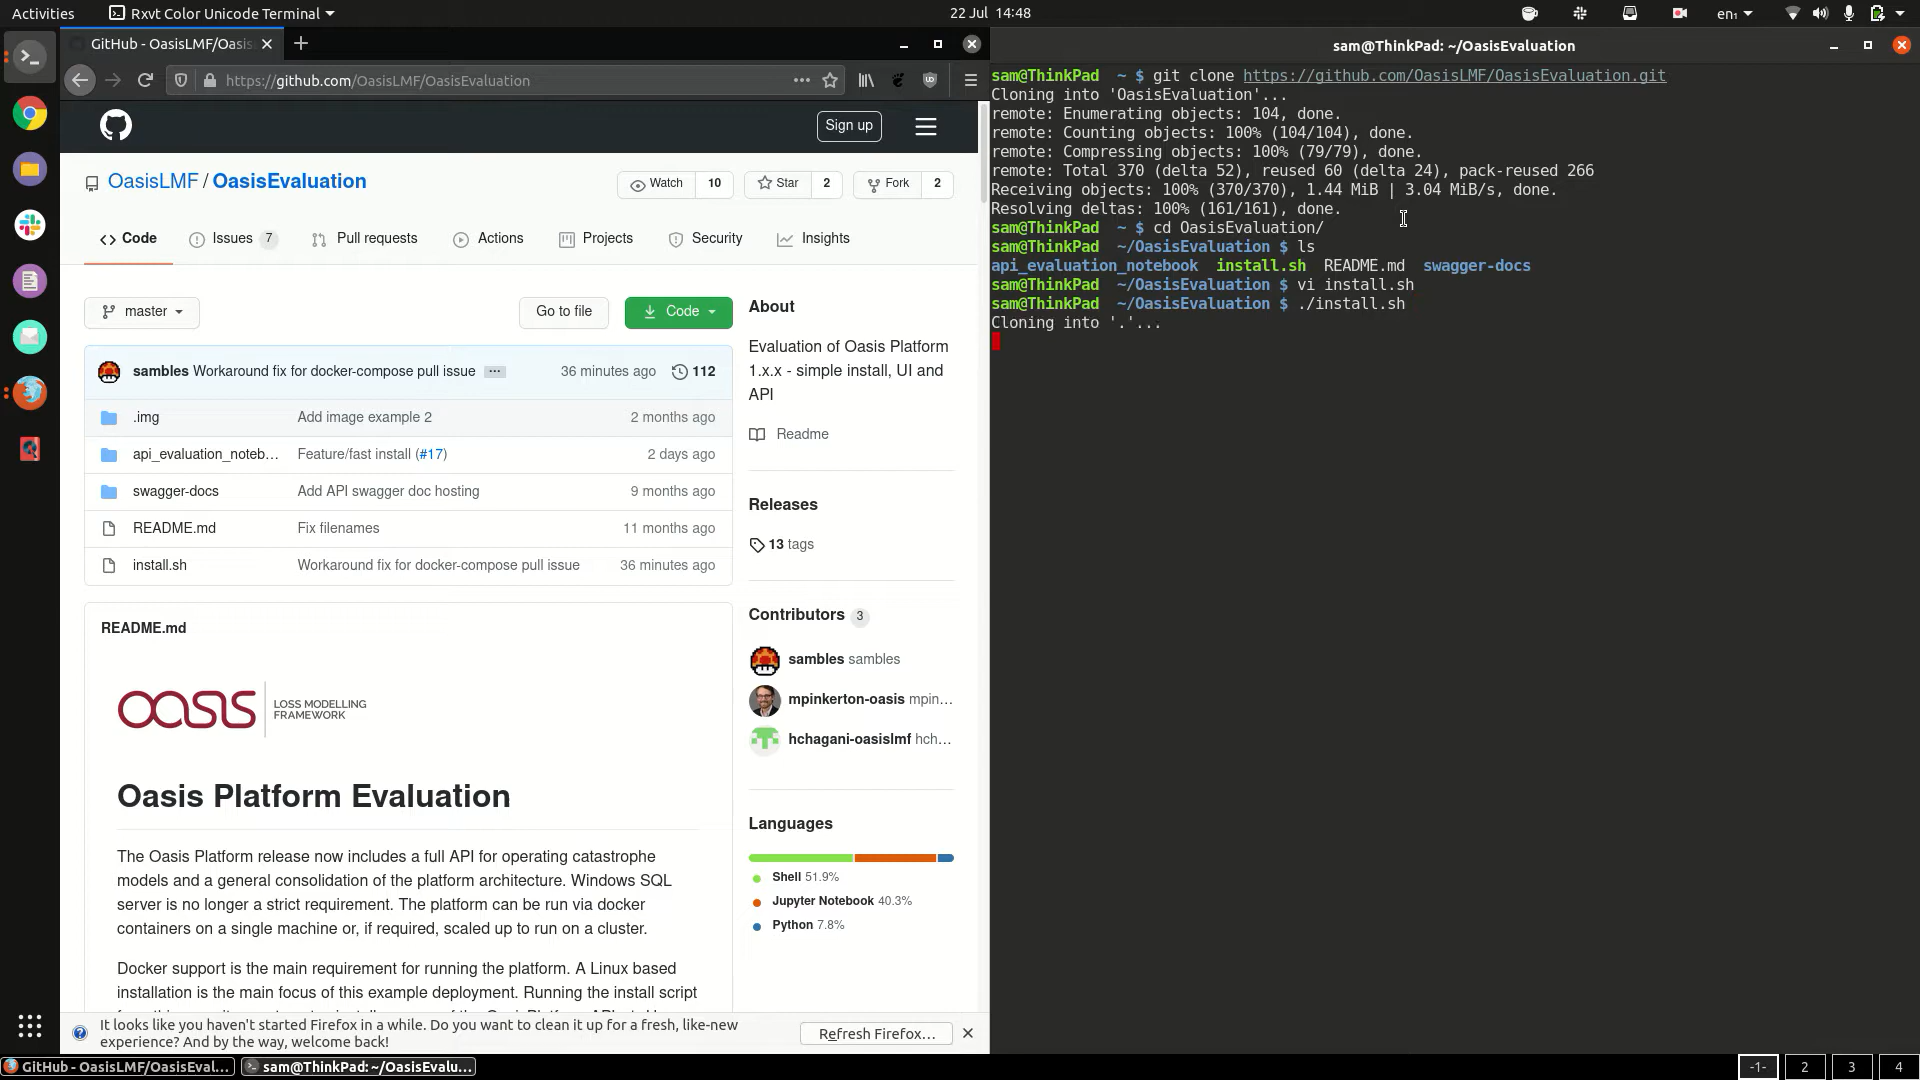 Activities
Rxvt Color Unicode Terminal
22 Jul 14:48
en₁
GitHub - OasisLMF/Oasis
https://github.com/OasisLMF/OasisEvaluation
Sign up
OasisLMF / OasisEvaluation
Watch 10
Star 2
Fork 2
Code
Issues 7
Pull requests
Actions
Projects
Security
Insights
master
Go to file
Code
sambles Workaround fix for docker-compose pull issue ... 36 minutes ago 112
.img Add image example 2 2 months ago
api_evaluation_noteb... Feature/fast install (#17) 2 days ago
swagger-docs Add API swagger doc hosting 9 months ago
README.md Fix filenames 11 months ago
install.sh Workaround fix for docker-compose pull issue 36 minutes ago
README.md
OASIS
LOSS MODELLING
FRAMEWORK
Oasis Platform Evaluation
The Oasis Platform release now includes a full API for operating catastrophe
models and a general consolidation of the platform architecture. Windows SQL
server is no longer a strict requirement. The platform can be run via docker
containers on a single machine or, if required, scaled up to run on a cluster.
Docker support is the main requirement for running the platform. A Linux based
installation is the main focus of this example deployment. Running the install script
About
Evaluation of Oasis Platform
1.x.x - simple install, UI and
API
Readme
Releases
13 tags
Contributors 3
sambles sambles
mpinkerton-oasis mpin...
hchagani-oasislmf hch...
Languages
Shell 51.9%
Jupyter Notebook 40.3%
Python 7.8%
It looks like you haven't started Firefox in a while. Do you want to clean it up for a fresh, like-new
experience? And by the way, welcome back!
Refresh Firefox...
sam@ThinkPad: ~/OasisEvaluation
sam@ThinkPad ~ $ git clone https://github.com/OasisLMF/OasisEvaluation.git
Cloning into 'OasisEvaluation'...
remote: Enumerating objects: 104, done.
remote: Counting objects: 100% (104/104), done.
remote: Compressing objects: 100% (79/79), done.
remote: Total 370 (delta 52), reused 60 (delta 24), pack-reused 266
Receiving objects: 100% (370/370), 1.44 MiB | 3.04 MiB/s, done.
Resolving deltas: 100% (161/161), done.
sam@ThinkPad ~ $ cd OasisEvaluation/
sam@ThinkPad ~/OasisEvaluation $ ls
api_evaluation_notebook install.sh README.md swagger-docs
sam@ThinkPad ~/OasisEvaluation $ vi install.sh
sam@ThinkPad ~/OasisEvaluation $ ./install.sh
Cloning into '.'...
GitHub - OasisLMF/OasisEval...
sam@ThinkPad: ~/OasisEvalu...
-1-
2
3
4